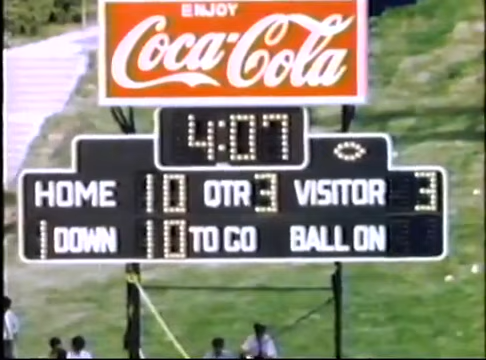 ENJOY
Coca-Cola
4:07
HOME 10 QTR 3 VISITOR 3
1 DOWN 10 TO GO BALL ON